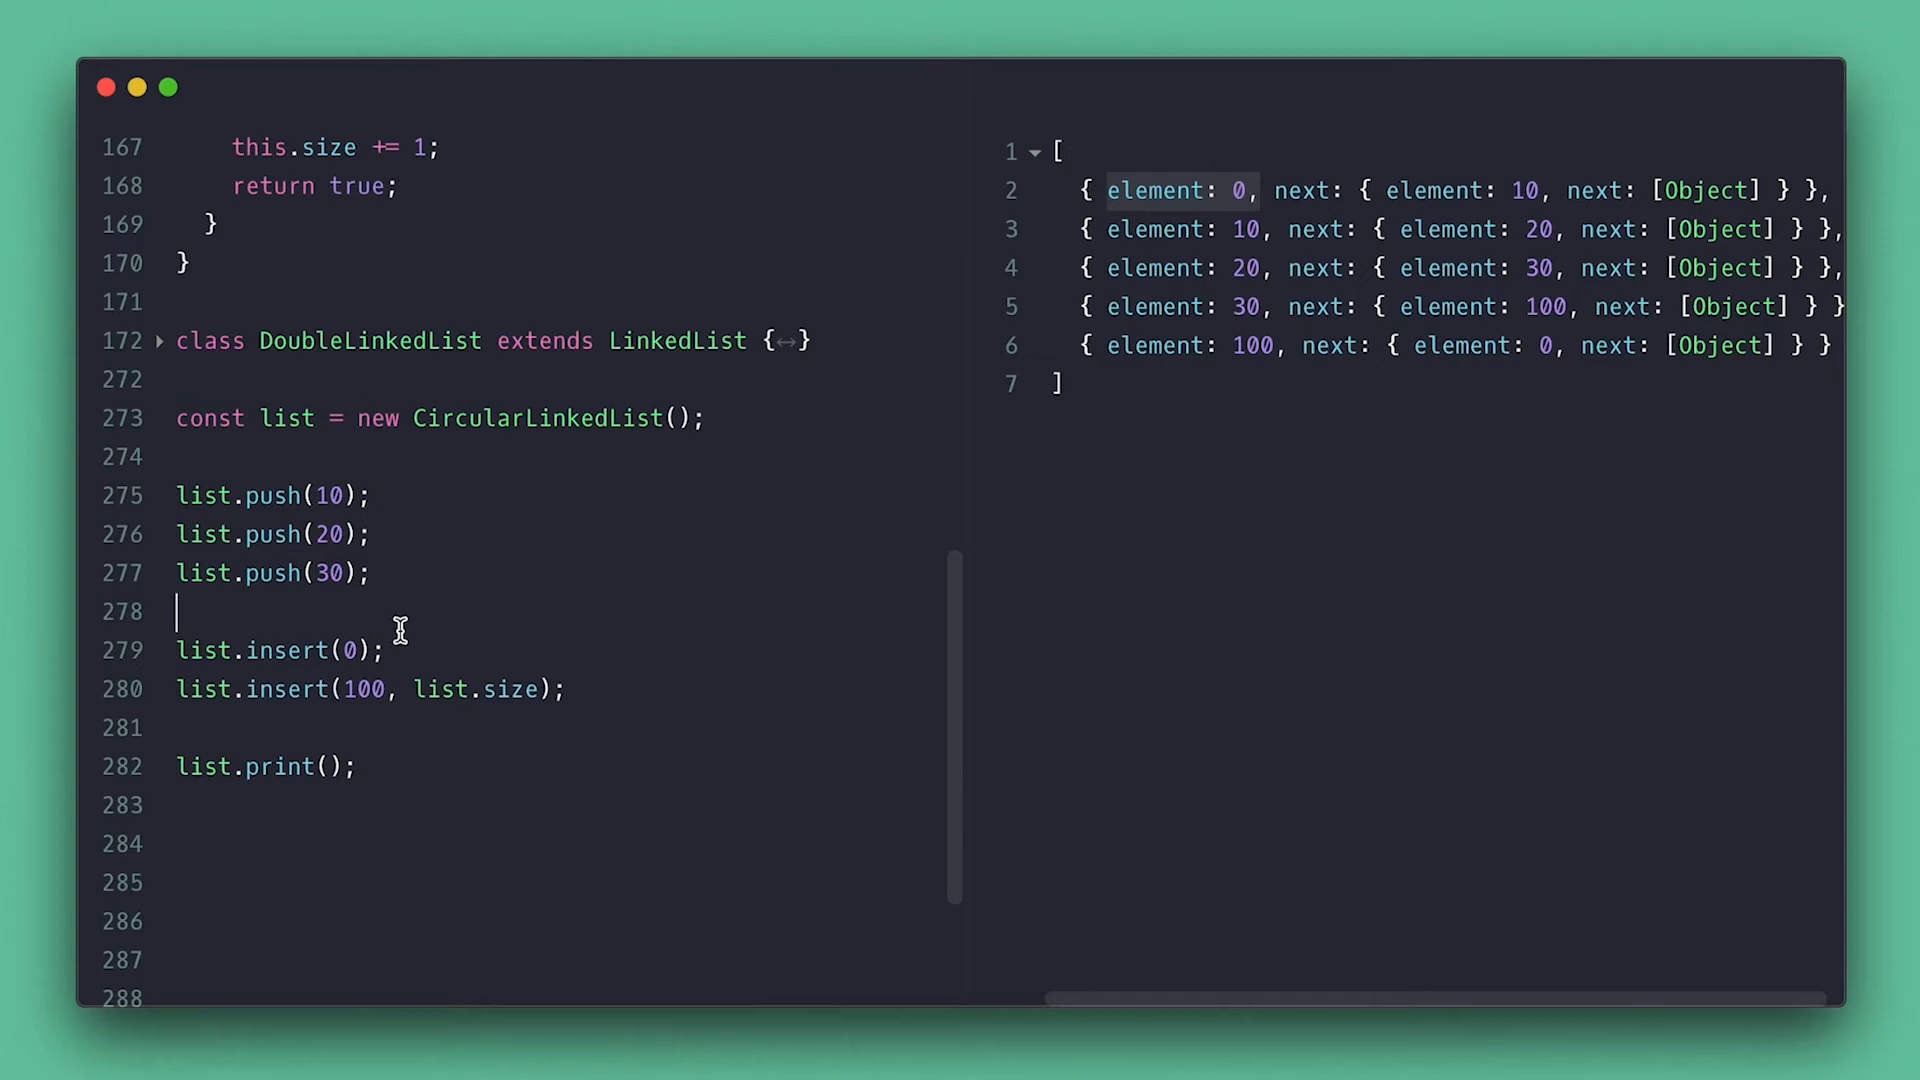 167 this.size += 1;
168 return true;
169 }
170 }
171
172 class DoubleLinkedList extends LinkedList {↔}
272
273 const list = new CircularLinkedList();
274
275 list.push(10);
276 list.push(20);
277 list.push(30);
278
279 list.insert(0);
280 list.insert(100, list.size);
281
282 list.print();
283
284
285
286
287
288
1 [
2 { element: 0, next: { element: 10, next: [Object] } },
3 { element: 10, next: { element: 20, next: [Object] } },
4 { element: 20, next: { element: 30, next: [Object] } },
5 { element: 30, next: { element: 100, next: [Object] } }
6 { element: 100, next: { element: 0, next: [Object] } }
7 ]